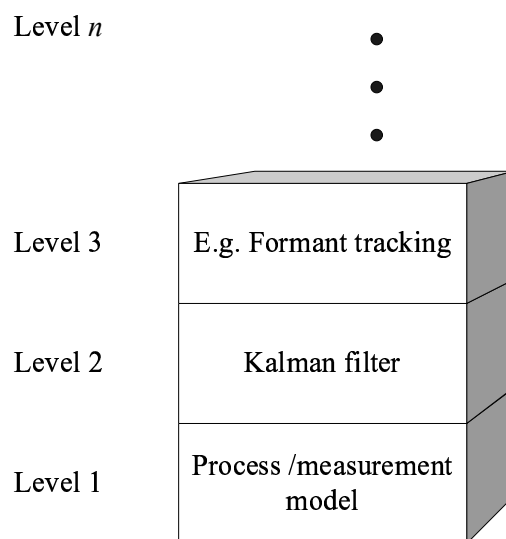 Level n
Level 3
E.g. Formant tracking
Level 2
Kalman filter
Level 1
Process /measurement
model